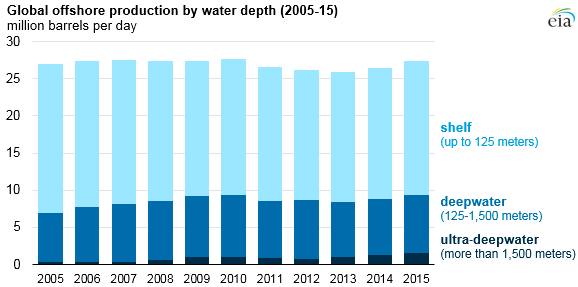 Global offshore production by water depth (2005-15)
million barrels per day
eia
30
25
20
15
10
5
0
shelf
(up to 125 meters)
deepwater
(125-1,500 meters)
ultra-deepwater
(more than 1,500 meters)
2005 2006 2007 2008 2009 2010 2011 2012 2013 2014 2015